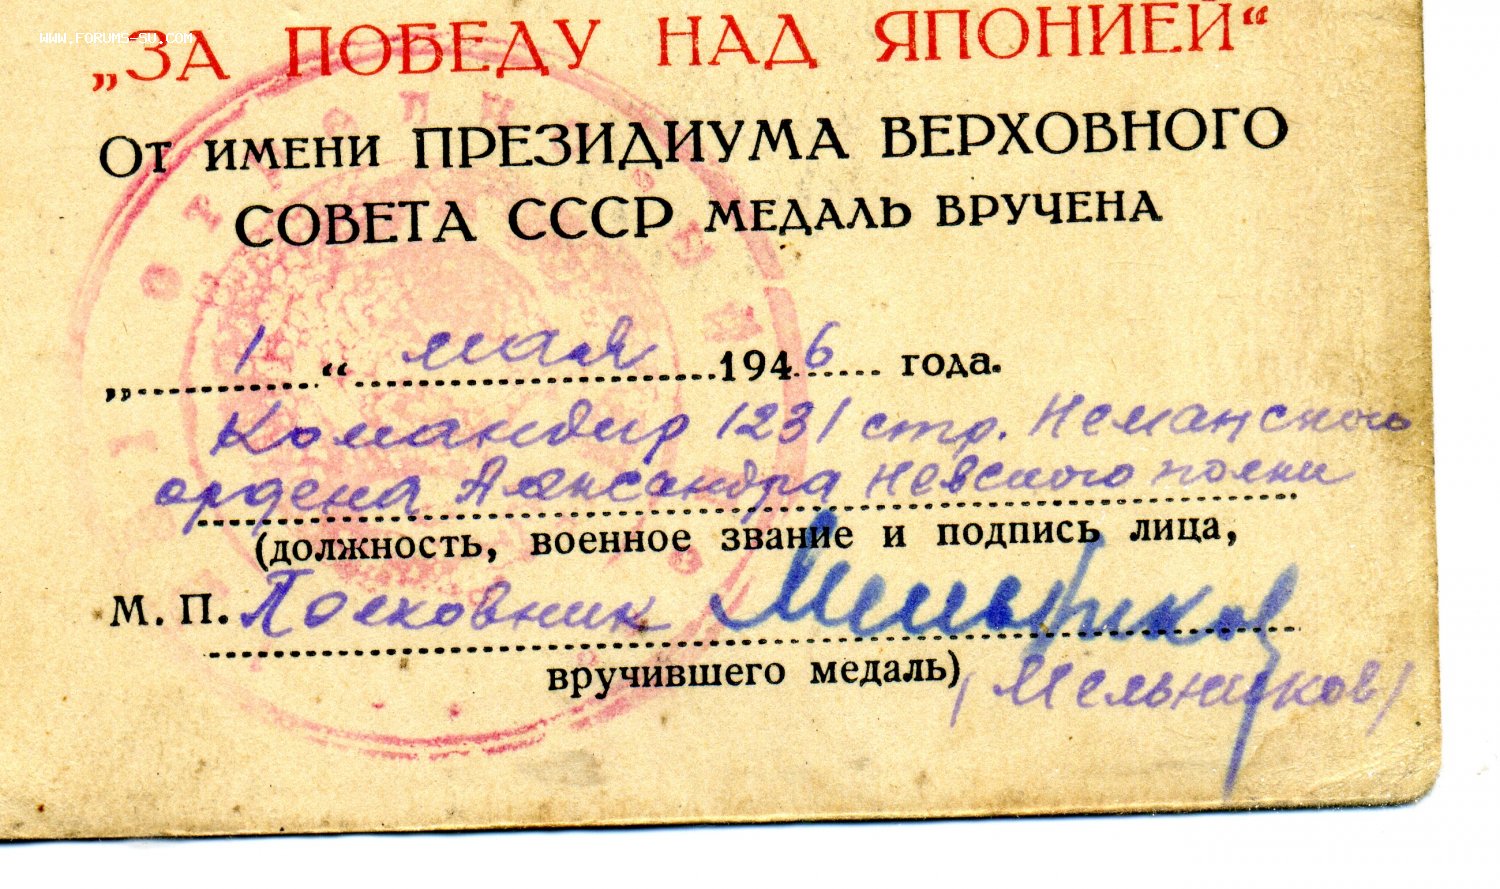 WWW.FORUMS-SU.COM
„ЗА ПОБЕДУ НАД ЯПОНИЕЙ“
От имени ПРЕЗИДИУМА ВЕРХОВНОГО
СОВЕТА СССР МЕДАЛЬ ВРУЧЕНА
„ 1 “ мая 1946 года.
Командир 1231 стр. Неманского
ордена Александра Невского полка
(должность, военное звание и подпись лица,
М. П. Полковник Мельников
вручившего медаль)
(Мельников)